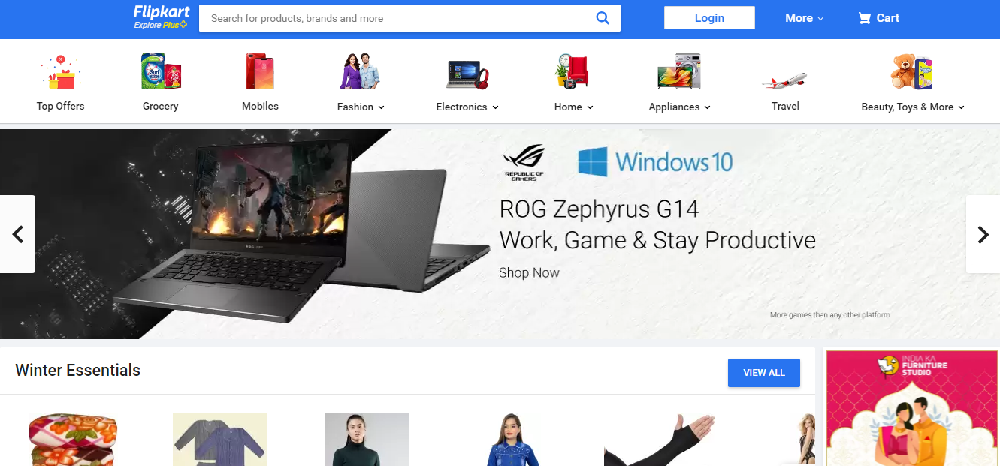 Flipkart
Explore Plus
Search for products, brands and more
Login
More
Cart
Surf excel
Top Offers
Grocery
Mobiles
Fashion
Electronics
Home
Appliances
Travel
Beauty, Toys & More
REPUBLIC OF
GAMERS
Windows 10
ROG Zephyrus G14
Work, Game & Stay Productive
Shop Now
More games than any other platform
Winter Essentials
VIEW ALL
INDIA KA
FURNITURE
STUDIO